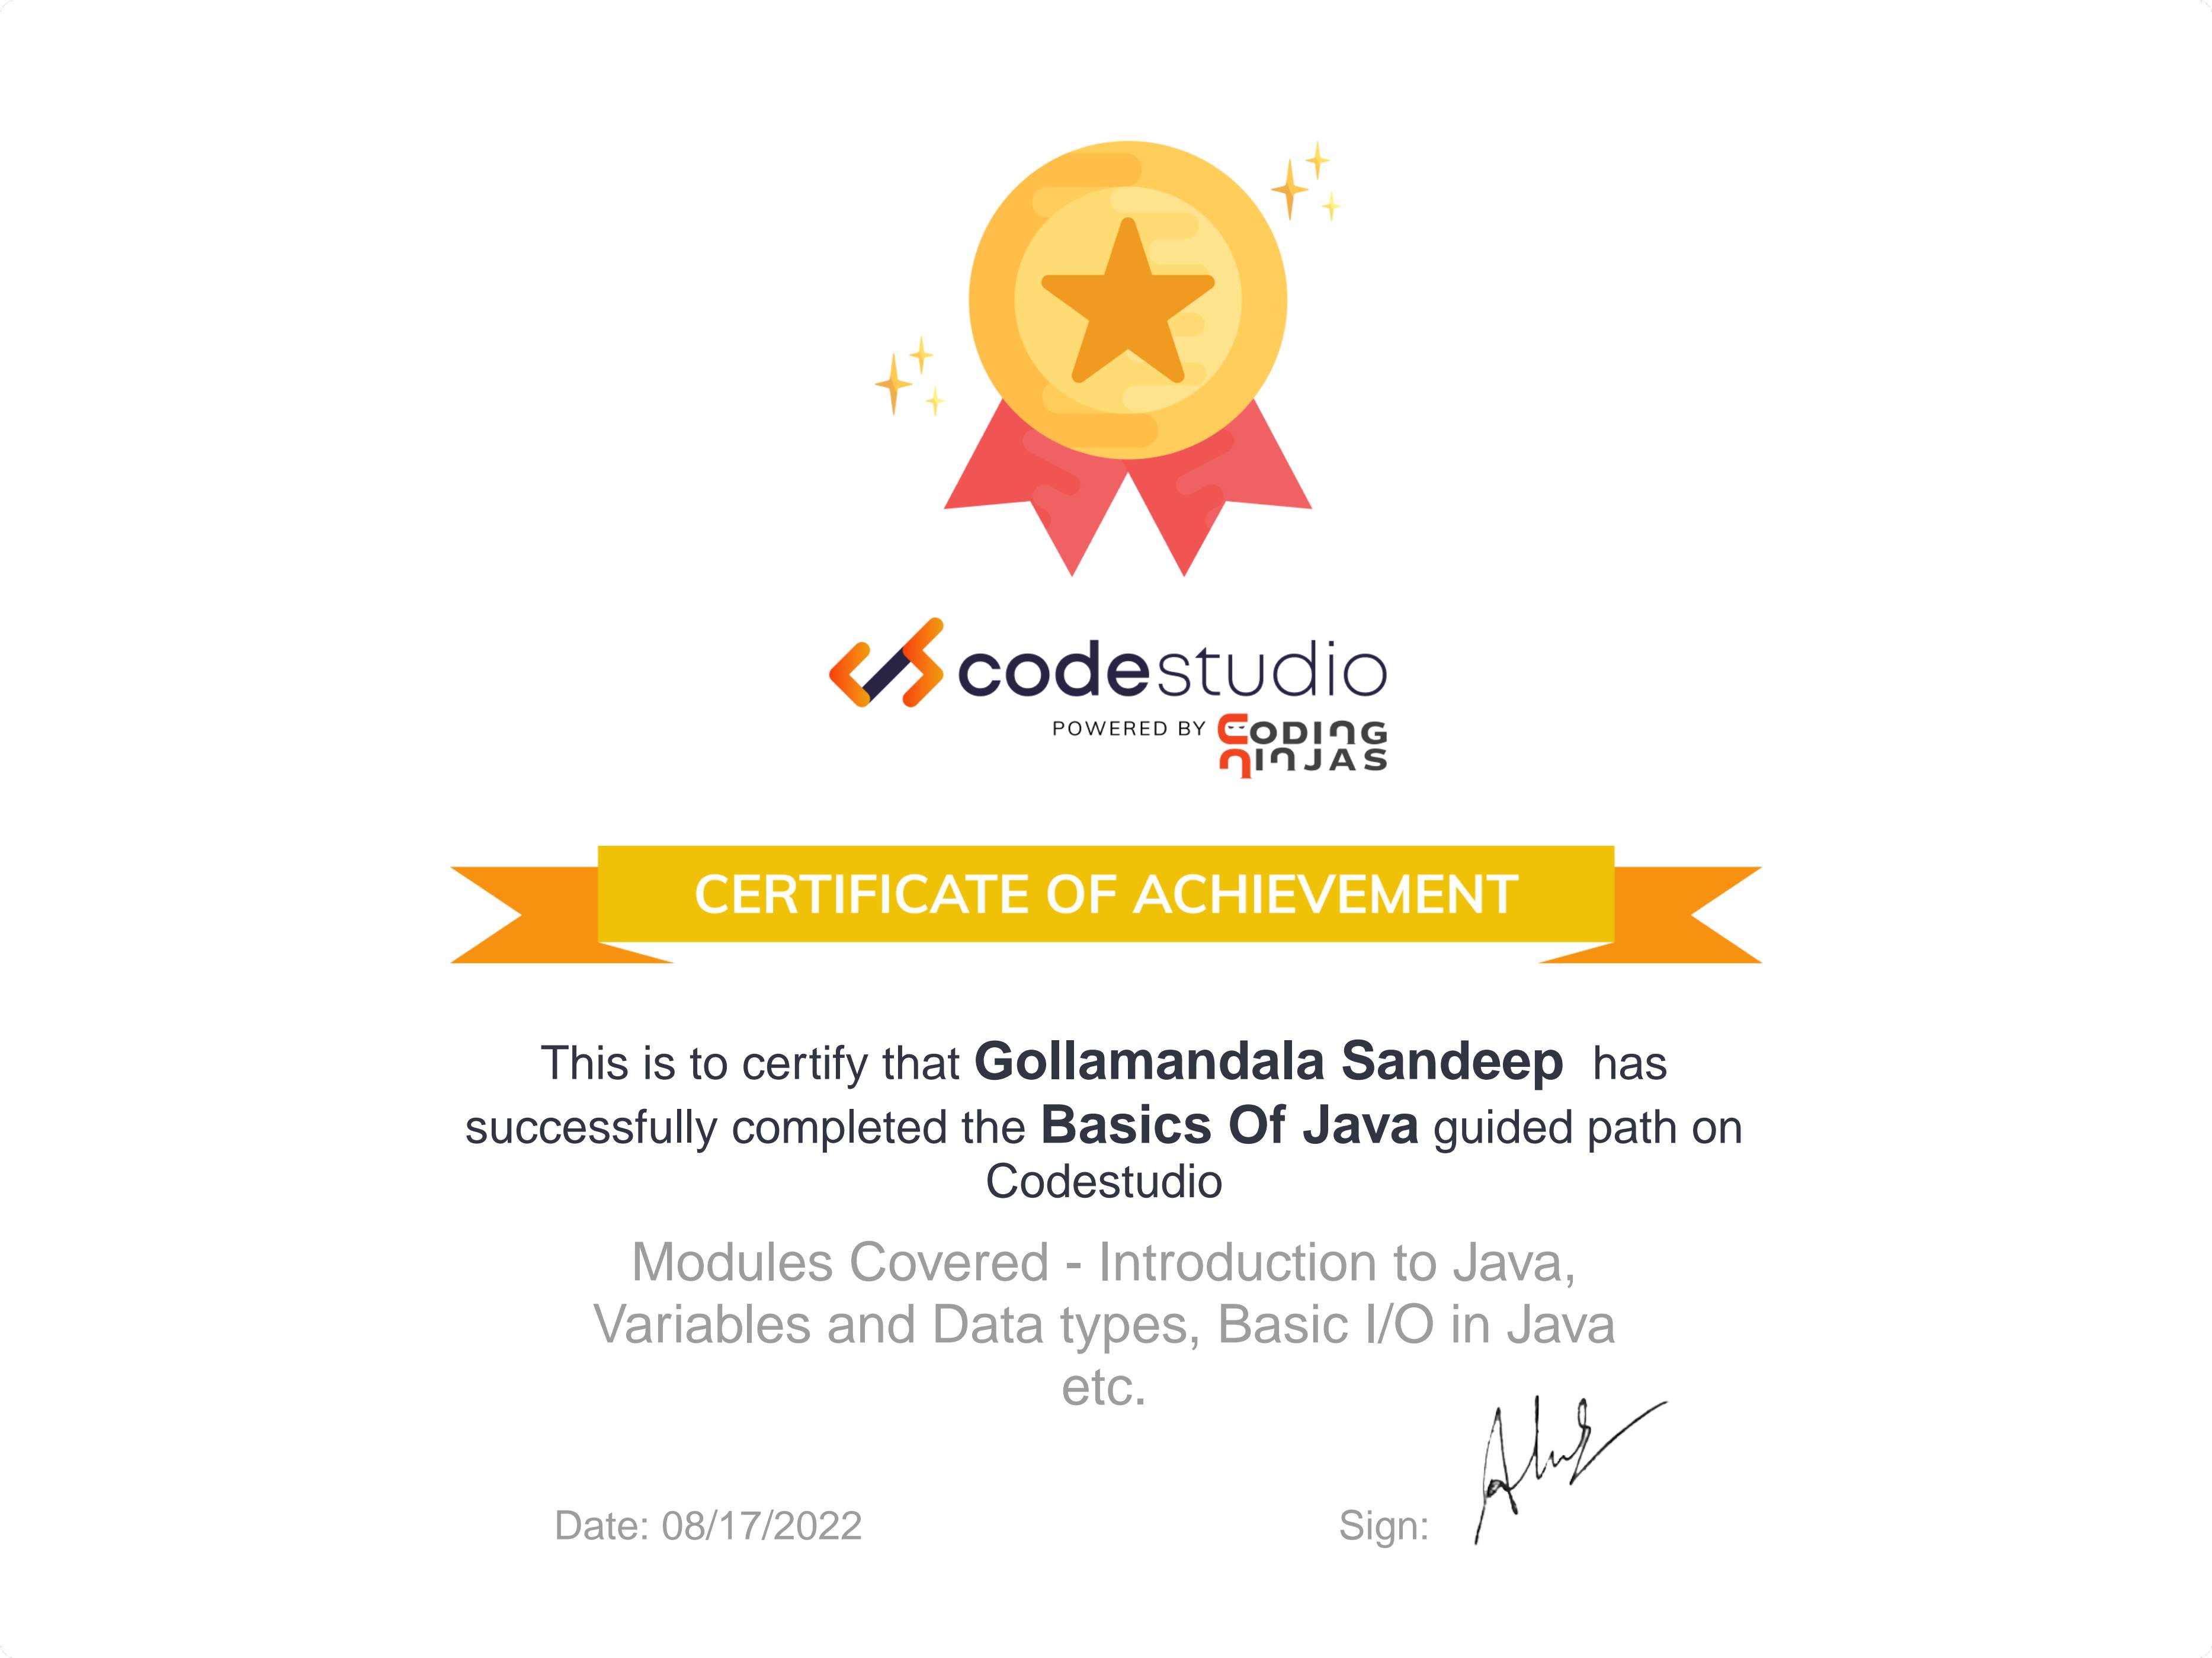 codestudio
POWERED BY CODING
NINJAS
CERTIFICATE OF ACHIEVEMENT
This is to certify that Gollamandala Sandeep has
successfully completed the Basics Of Java guided path on
Codestudio
Modules Covered - Introduction to Java,
Variables and Data types, Basic I/O in Java
etc.
Date: 08/17/2022
Sign: